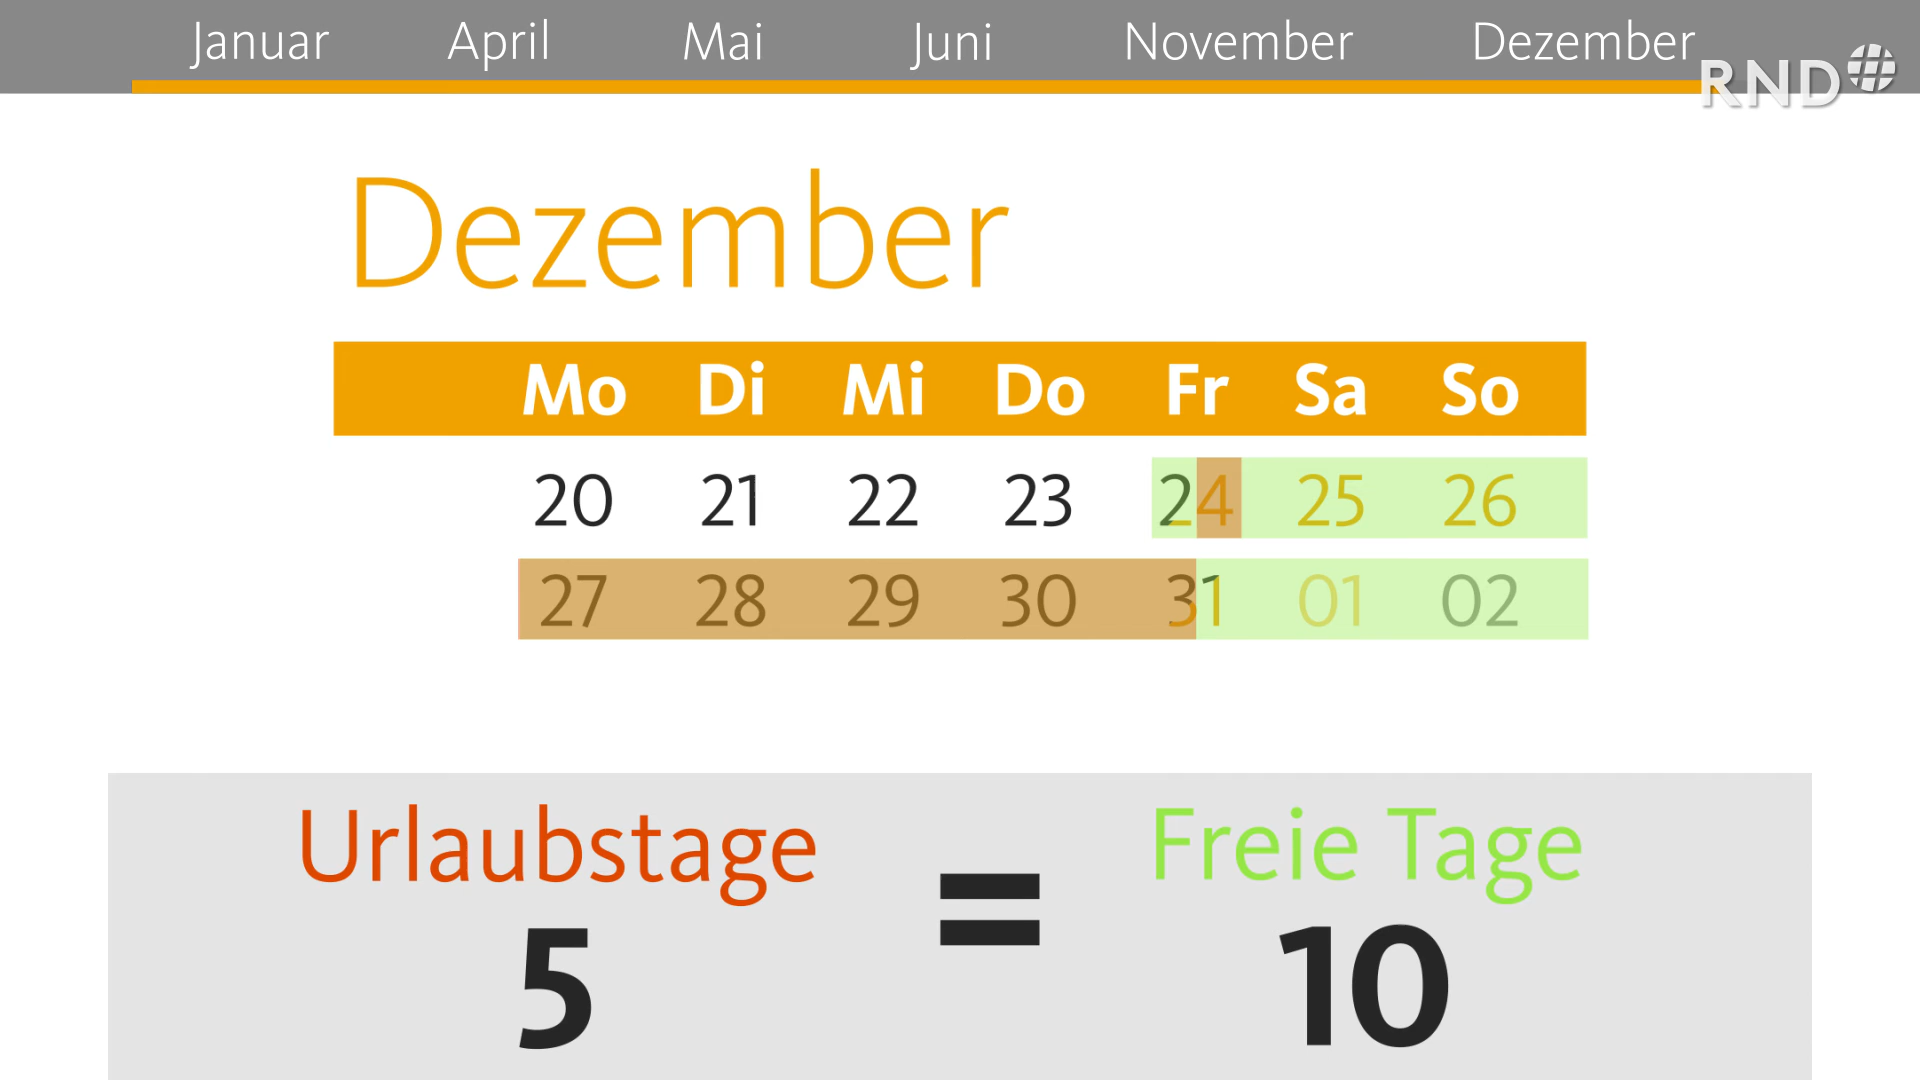 Januar April Mai Juni November Dezember
RND
Dezember
Mo Di Mi Do Fr Sa So
20 21 22 23 24 25 26
27 28 29 30 31 01 02
Urlaubstage = Freie Tage
5 10